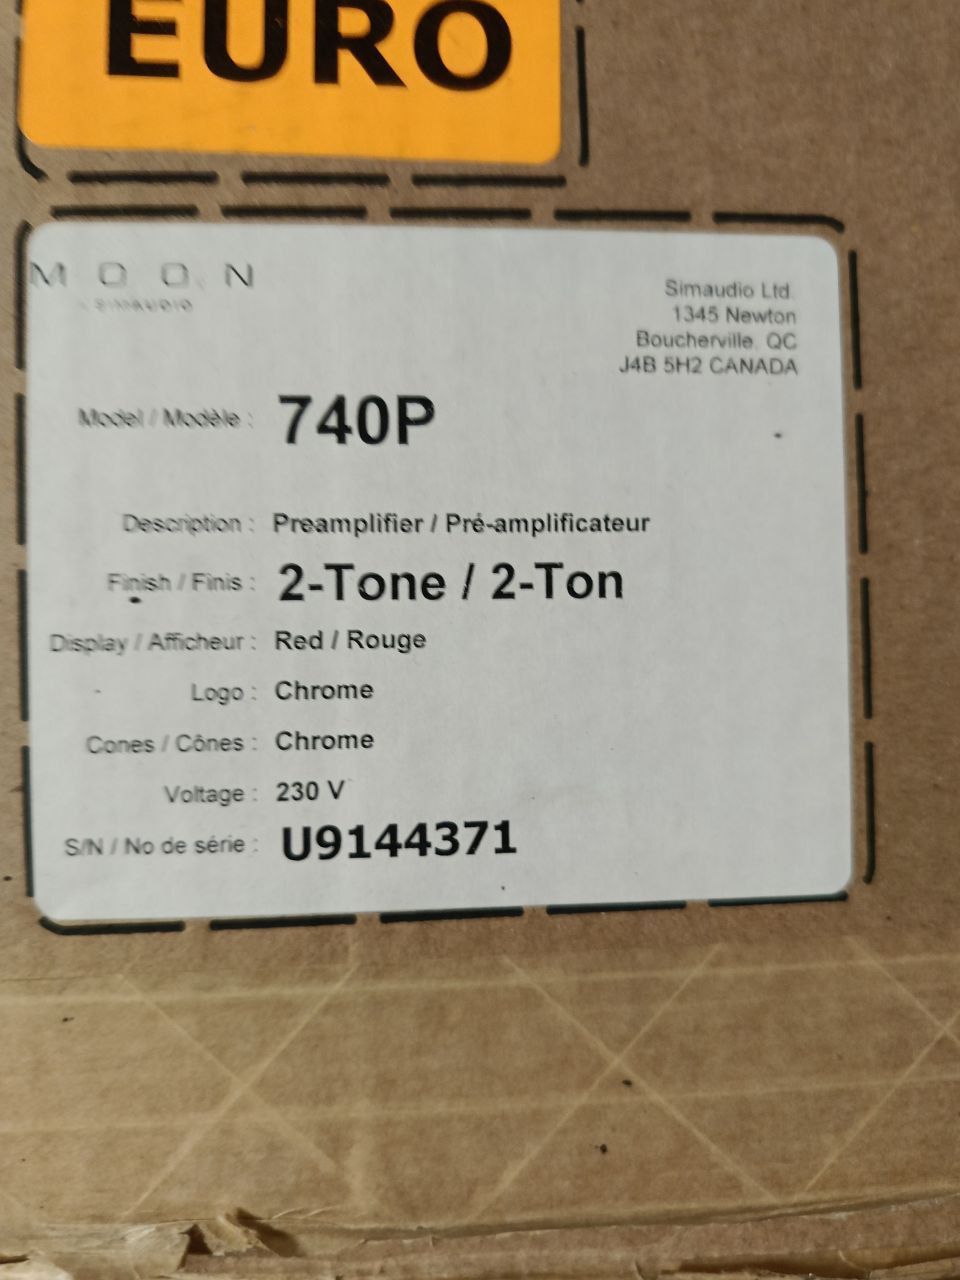 EURO
MOON
SIMAUDIO
Simaudio Ltd.
1345 Newton
Boucherville, QC
J4B 5H2 CANADA
Model / Modèle : 740P
Description : Preamplifier / Pré-amplificateur
Finish / Finis : 2-Tone / 2-Ton
Display / Afficheur : Red / Rouge
Logo : Chrome
Cones / Cônes : Chrome
Voltage : 230 V
S/N / No de série : U9144371